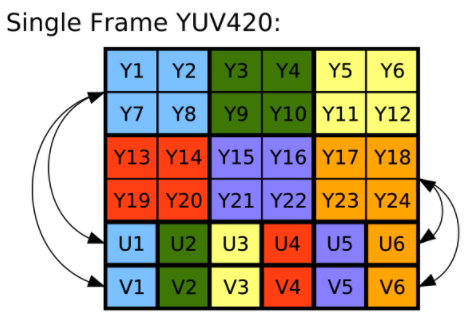 Single Frame YUV420:
Y1 Y2 Y3 Y4 Y5 Y6
Y7 Y8 Y9 Y10 Y11 Y12
Y13 Y14 Y15 Y16 Y17 Y18
Y19 Y20 Y21 Y22 Y23 Y24
U1 U2 U3 U4 U5 U6
V1 V2 V3 V4 V5 V6